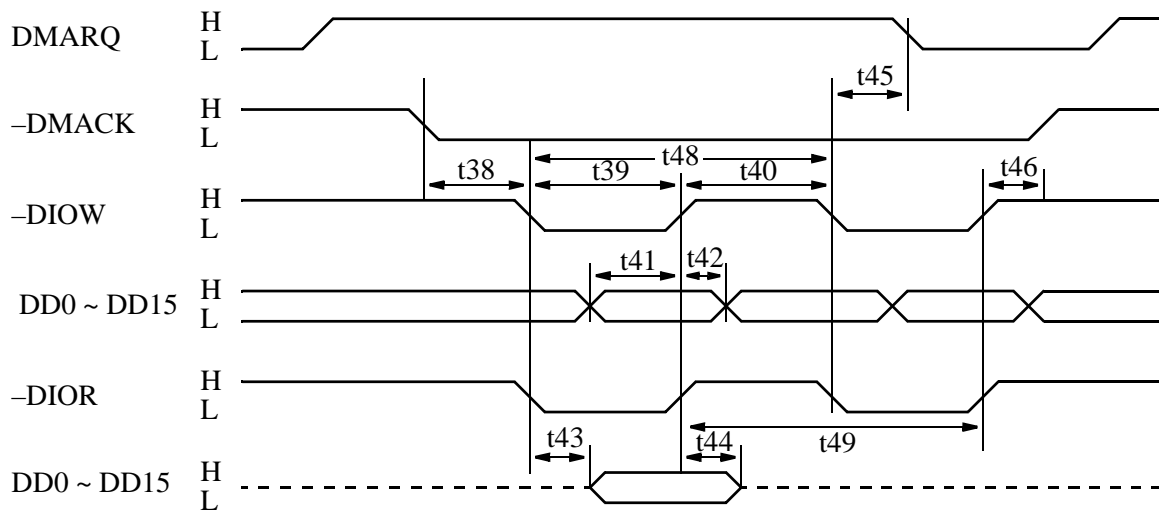 DMARQ H
L
t45
–DMACK H
L
t48
t38 t39 t40 t46
–DIOW H
L
t41 t42
DD0 ~ DD15 H
L
–DIOR H
L
t43 t44 t49
DD0 ~ DD15 H
L